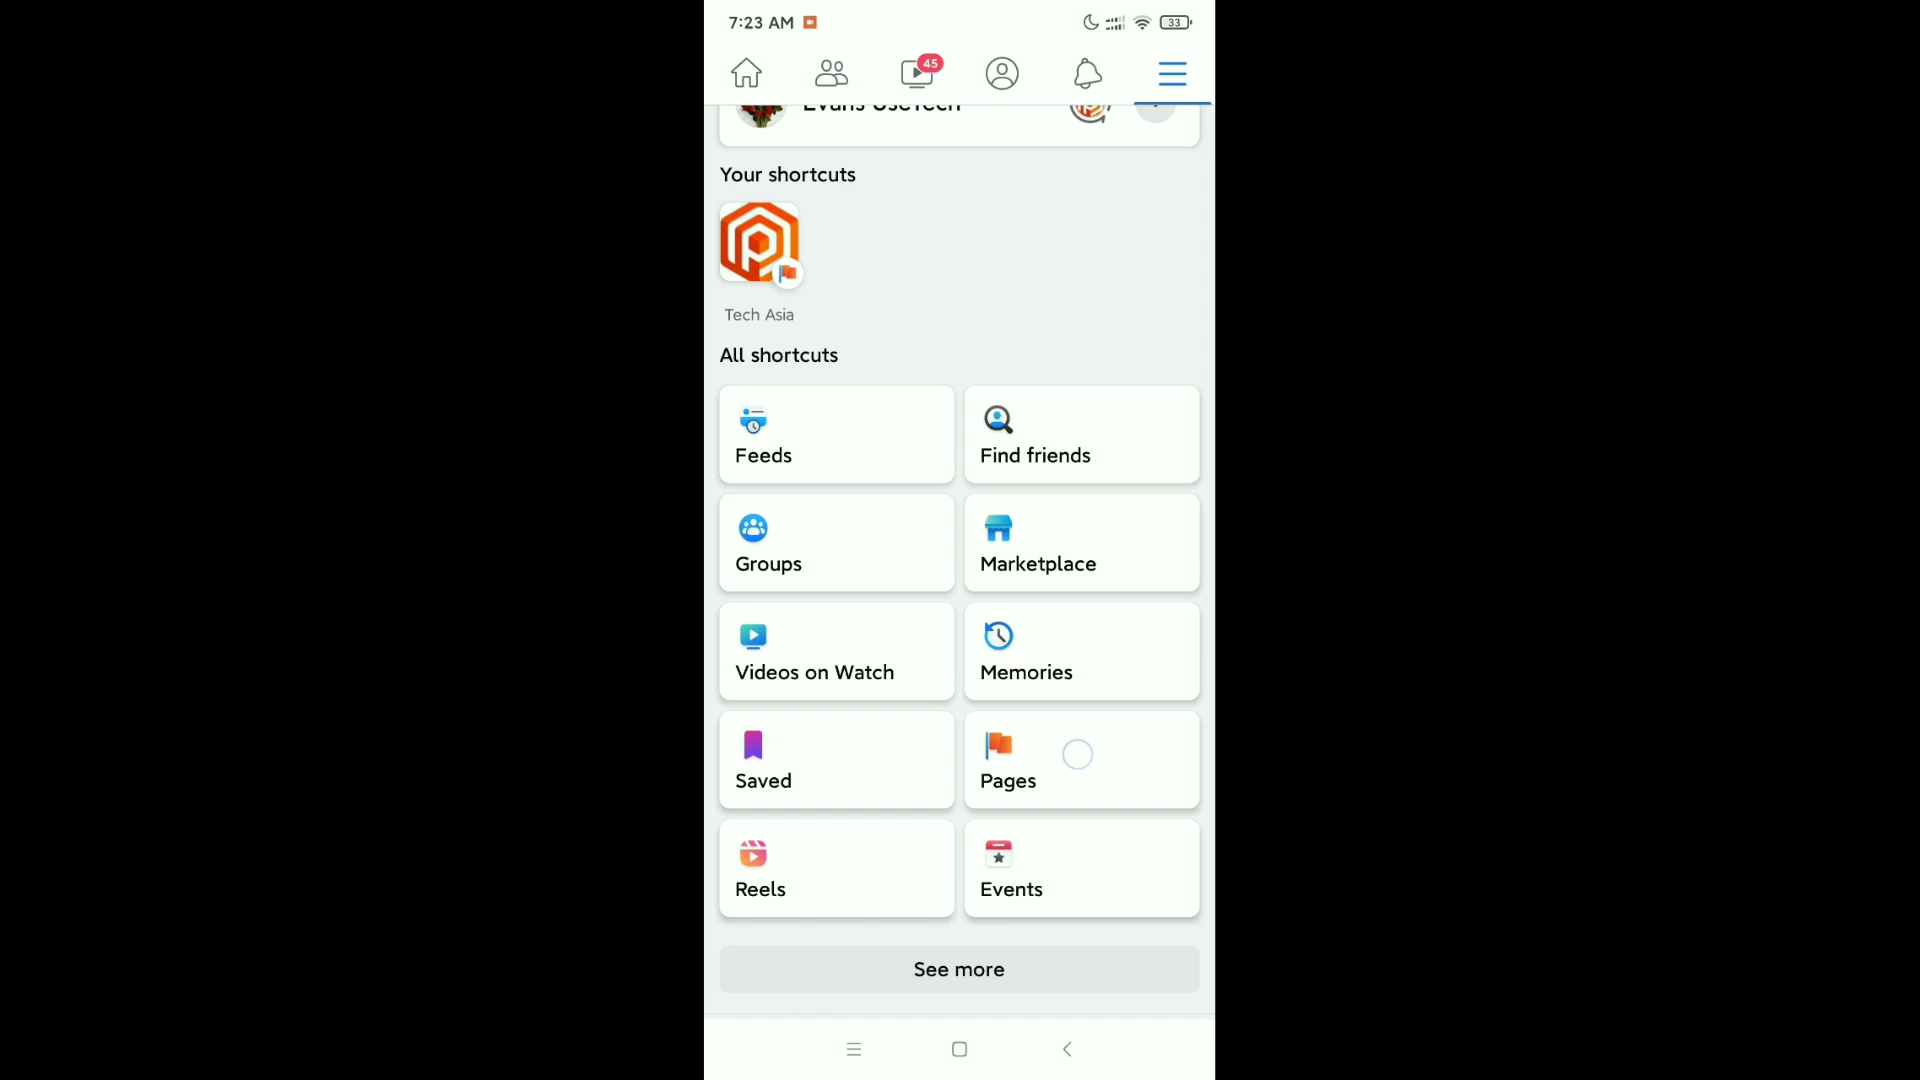 7:23 AM
33
45
Evans UseTech
Your shortcuts
Tech Asia
All shortcuts
Feeds
Find friends
Groups
Marketplace
Videos on Watch
Memories
Saved
Pages
Reels
Events
See more